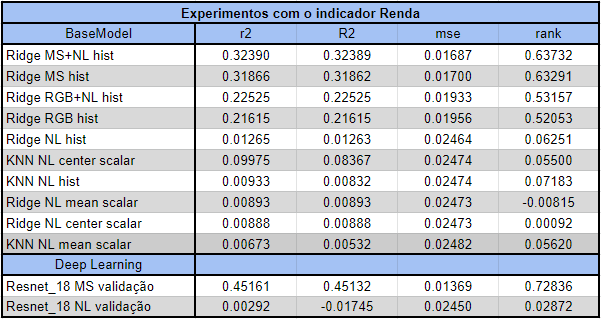 Experimentos com o indicador Renda
BaseModel r2 R2 mse rank
Ridge MS+NL hist 0.32390 0.32389 0.01687 0.63732
Ridge MS hist 0.31866 0.31862 0.01700 0.63291
Ridge RGB+NL hist 0.22525 0.22525 0.01933 0.53157
Ridge RGB hist 0.21615 0.21615 0.01956 0.52053
Ridge NL hist 0.01265 0.01263 0.02464 0.06251
KNN NL center scalar 0.09975 0.08367 0.02474 0.05500
KNN NL hist 0.00933 0.00832 0.02474 0.07183
Ridge NL mean scalar 0.00893 0.00893 0.02473 -0.00815
Ridge NL center scalar 0.00888 0.00888 0.02473 0.00092
KNN NL mean scalar 0.00673 0.00532 0.02482 0.05620
Deep Learning
Resnet_18 MS validação 0.45161 0.45132 0.01369 0.72836
Resnet_18 NL validação 0.00292 -0.01745 0.02450 0.02872